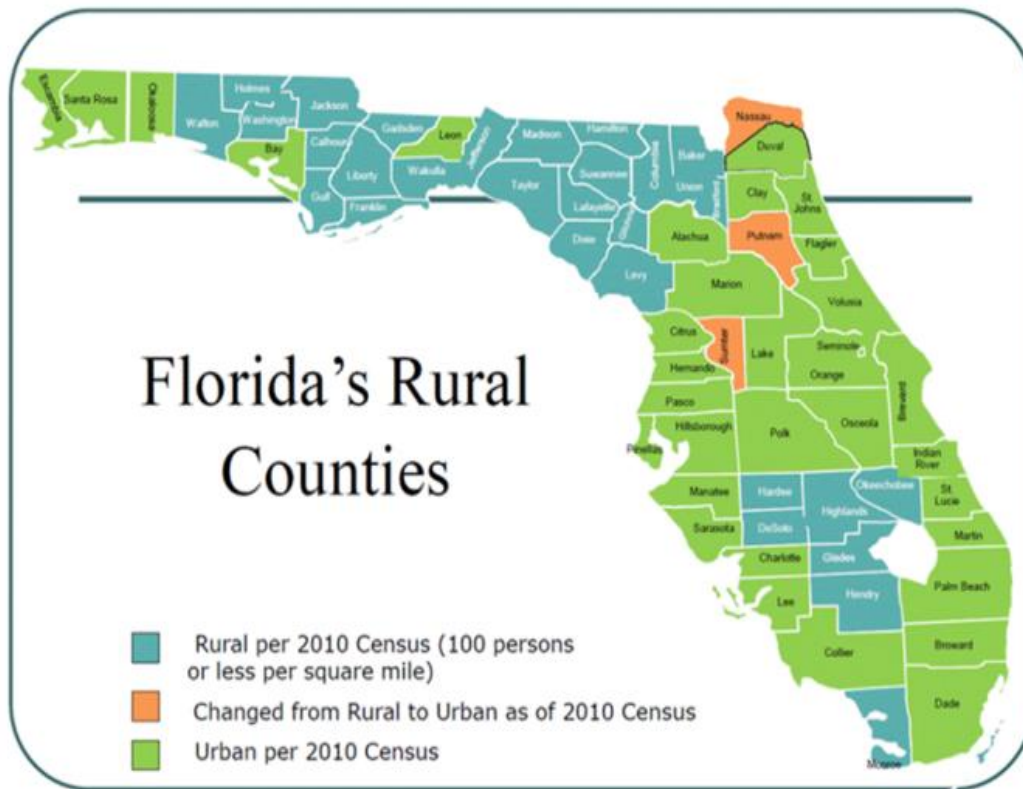 Escambia
Santa Rosa
Okaloosa
Walton
Holmes
Washington
Jackson
Bay
Calhoun
Gulf
Liberty
Gadsden
Franklin
Leon
Wakulla
Jefferson
Madison
Taylor
Hamilton
Suwannee
Lafayette
Dixie
Gilchrist
Columbia
Baker
Union
Bradford
Levy
Nassau
Duval
Clay
St.
Johns
Putnam
Flagler
Alachua
Marion
Volusia
Citrus
Sumter
Lake
Seminole
Hernando
Orange
Brevard
Pasco
Osceola
Hillsborough
Polk
Pinellas
Indian
River
Manatee
Hardee
Okeechobee
Highlands
St.
Lucie
Sarasota
DeSoto
Martin
Charlotte
Glades
Lee
Hendry
Palm Beach
Collier
Broward
Dade
Monroe
Florida’s Rural
Counties
Rural per 2010 Census (100 persons
or less per square mile)
Changed from Rural to Urban as of 2010 Census
Urban per 2010 Census